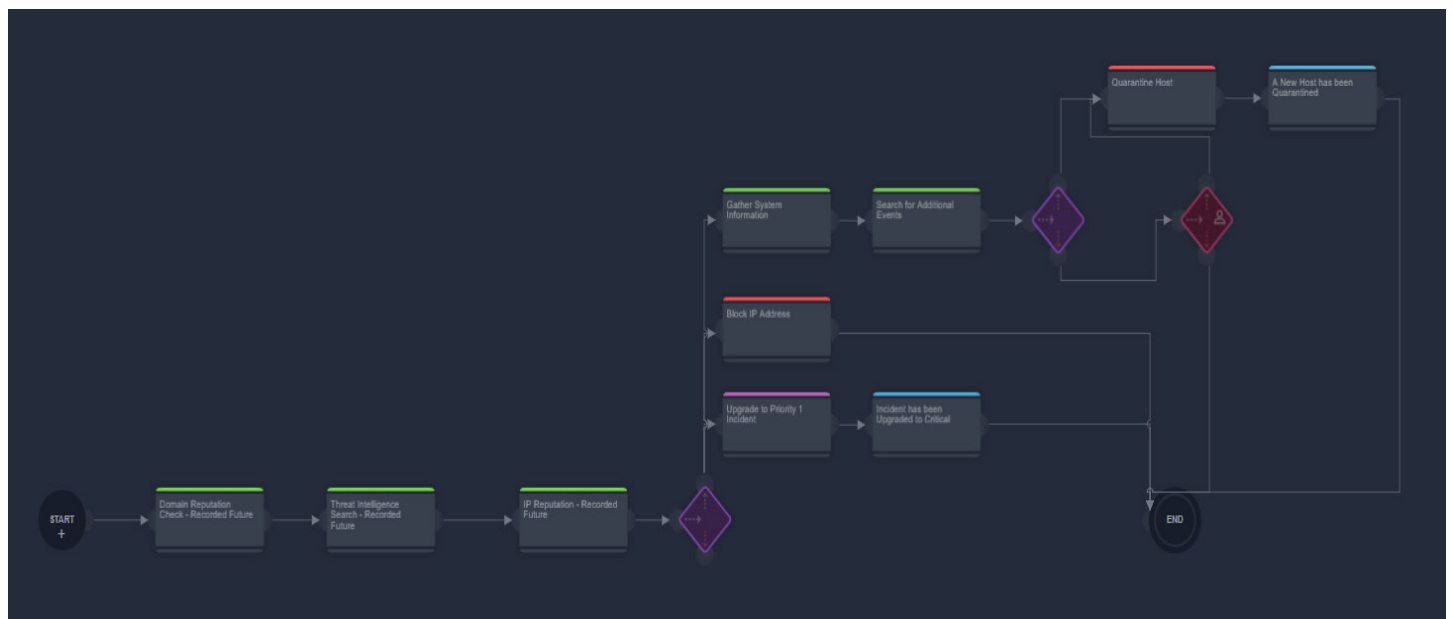 Quarantine Host
A New Host has been
Quarantined
Gather System
Information
Search for Additional
Events
Block IP Address
Upgrade to Priority 1
Incident
Incident has been
Upgraded to Critical
START
+
Domain Reputation
Check - Recorded Future
Threat Intelligence
Search - Recorded
Future
IP Reputation - Recorded
Future
END